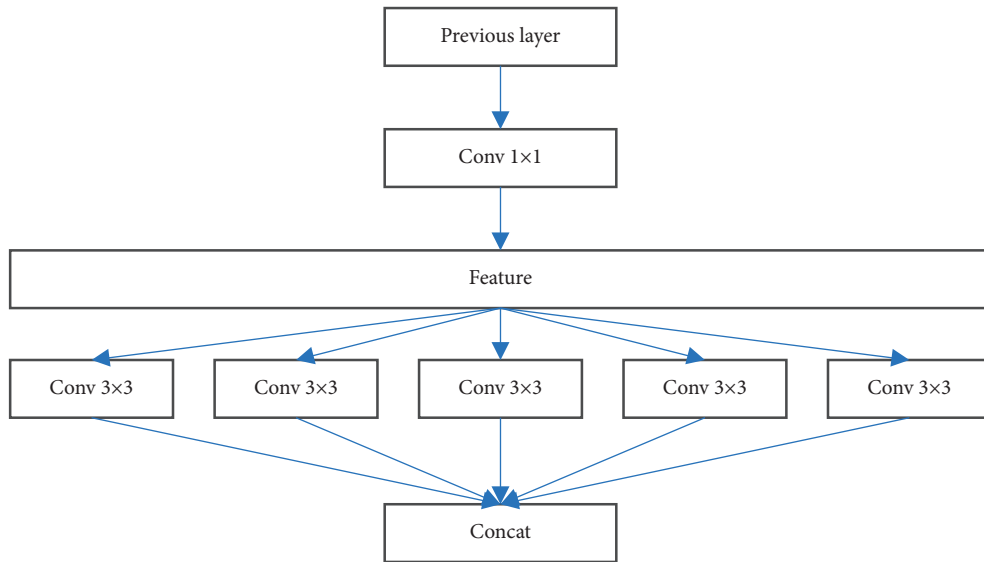 Previous layer
Conv 1×1
Feature
Conv 3×3
Conv 3×3
Conv 3×3
Conv 3×3
Conv 3×3
Concat